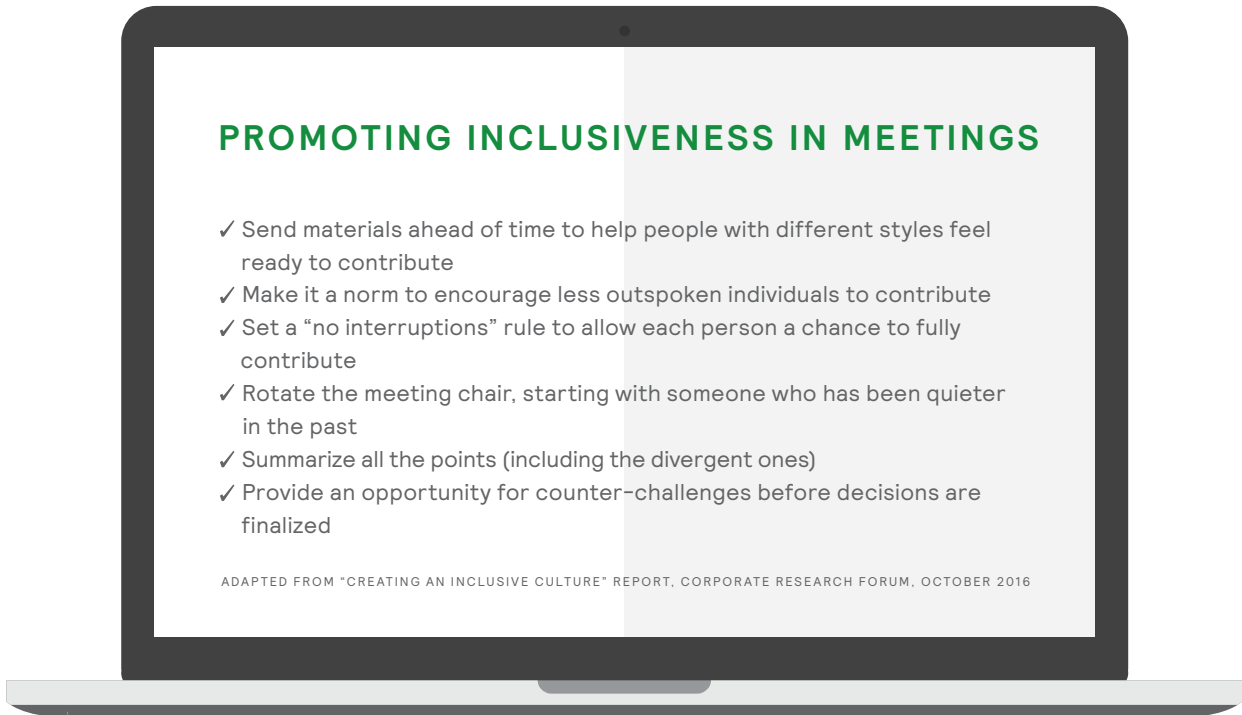 PROMOTING INCLUSIVENESS IN MEETINGS
✓ Send materials ahead of time to help people with different styles feel
ready to contribute
✓ Make it a norm to encourage less outspoken individuals to contribute
✓ Set a “no interruptions” rule to allow each person a chance to fully
contribute
✓ Rotate the meeting chair, starting with someone who has been quieter
in the past
✓ Summarize all the points (including the divergent ones)
✓ Provide an opportunity for counter-challenges before decisions are
finalized
ADAPTED FROM “CREATING AN INCLUSIVE CULTURE” REPORT, CORPORATE RESEARCH FORUM, OCTOBER 2016